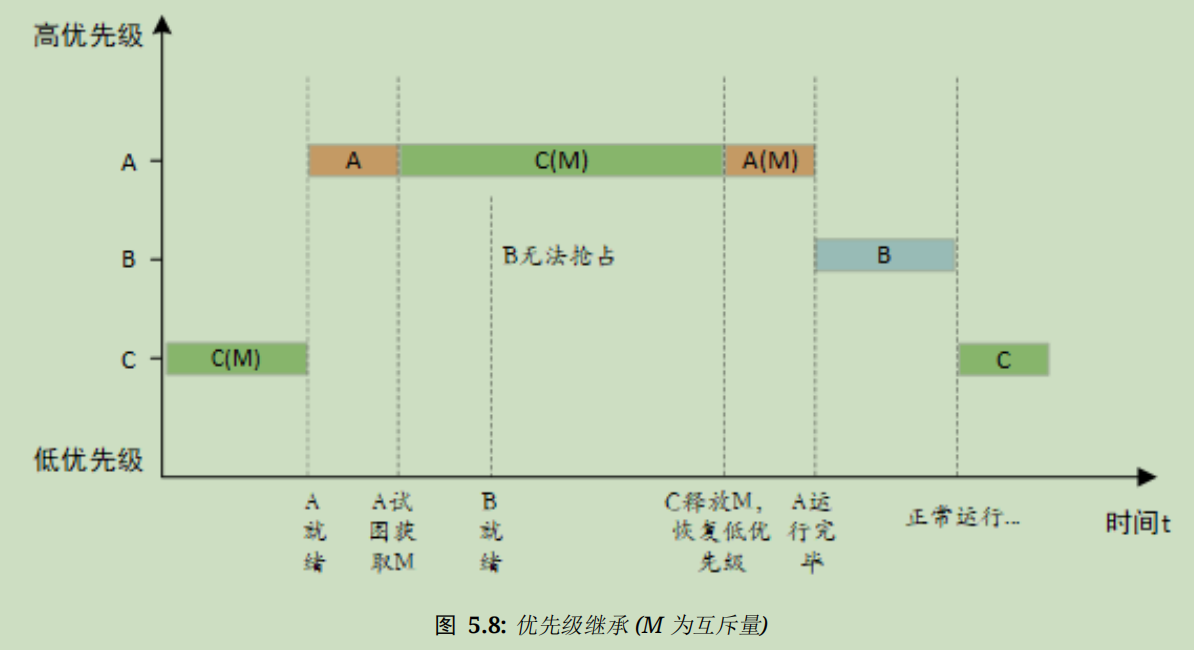 高优先级
A
A
C(M)
A(M)
B无法抢占
B
B
C
C(M)
C
低优先级
A
就
绪
A试
图获
取M
B
就
绪
C释放M，
恢复低优
先级
A运
行完
毕
正常运行...
时间t
图 5.8: 优先级继承 (M 为互斥量)